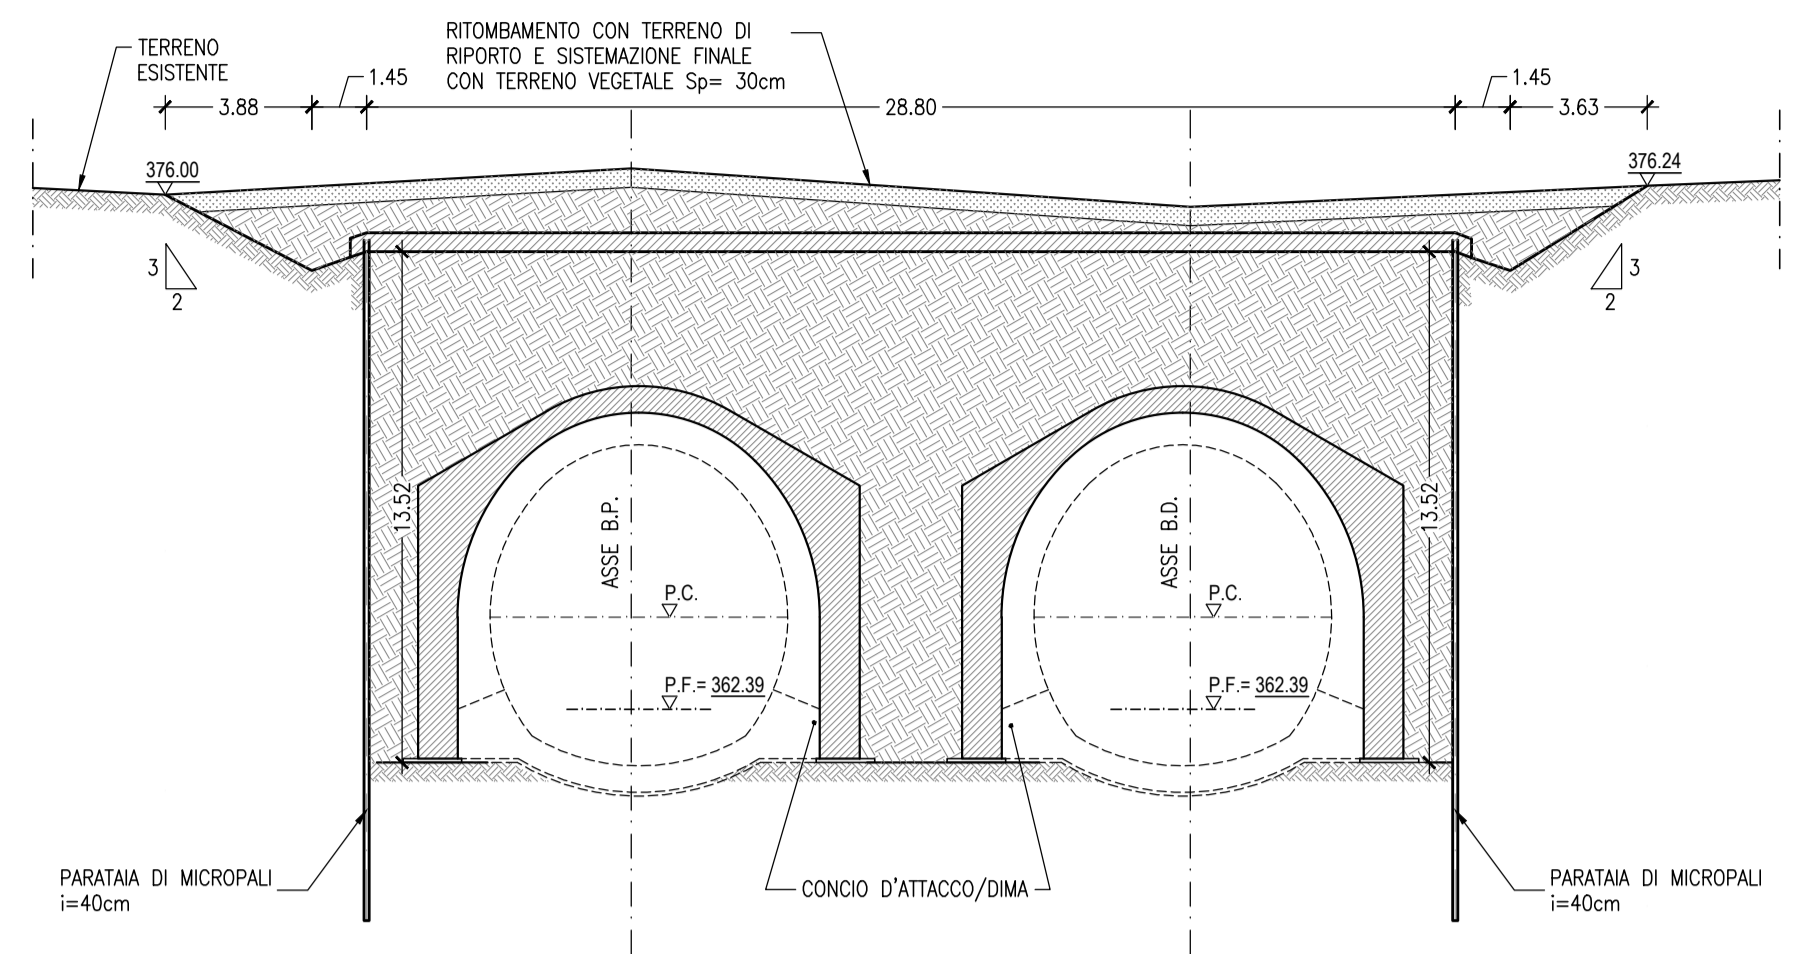 RITOMBAMENTO CON TERRENO DI
RIPORTO E SISTEMAZIONE FINALE
CON TERRENO VEGETALE Sp= 30cm
TERRENO
ESISTENTE
1.45
1.45
3.88
28.80
3.63
376.00
376.24
3
2
3
2
13.52
13.52
ASSE B.P.
ASSE B.D.
P.C.
P.C.
P.F.= 362.39
P.F.= 362.39
PARATAIA DI MICROPALI
i=40cm
CONCIO D'ATTACCO/DIMA
PARATAIA DI MICROPALI
i=40cm